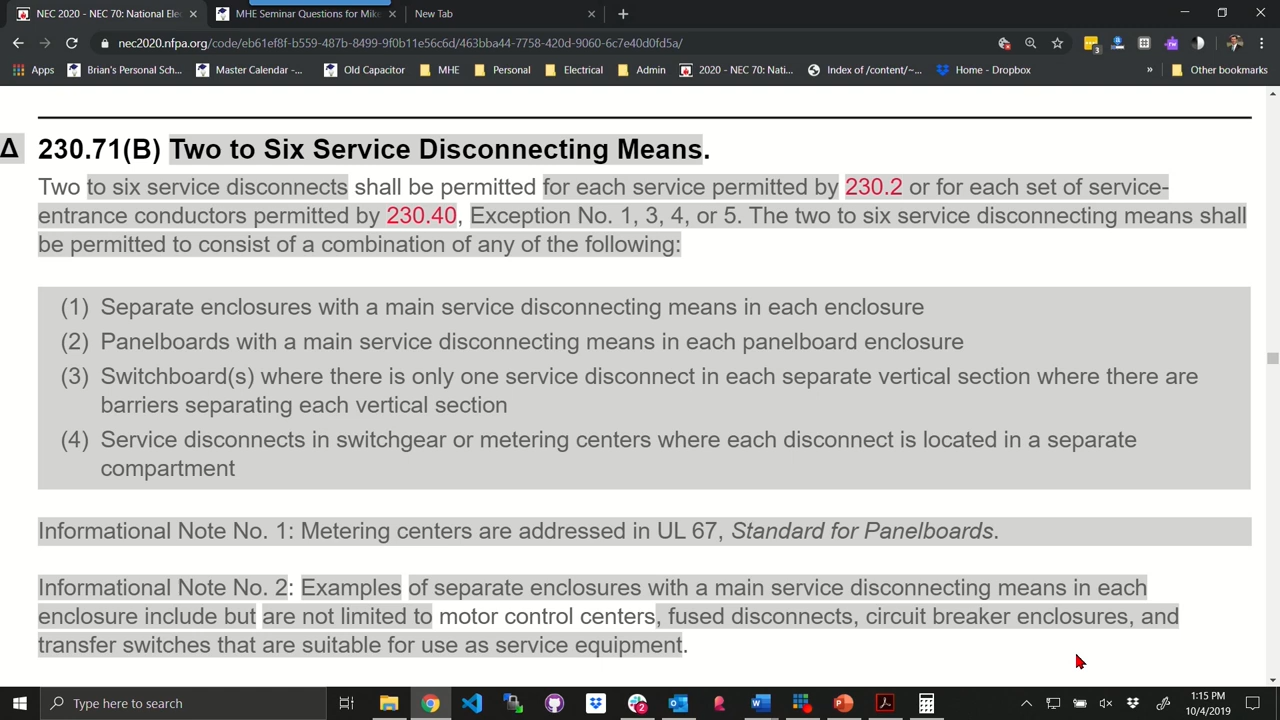 NEC 2020 - NEC 70: National Ele
MHE Seminar Questions for Mike
New Tab
nec2020.nfpa.org/code/eb61ef8f-b559-487b-8499-9f0b11e56c6d/463bba44-7758-420d-9060-6c7e40d0fd5a/
Apps
Brian's Personal Sch...
Master Calendar -...
Old Capacitor
MHE
Personal
Electrical
Admin
2020 - NEC 70: Nati...
Index of /content/~...
Home - Dropbox
»
Other bookmarks
Δ 230.71(B) Two to Six Service Disconnecting Means.
Two to six service disconnects shall be permitted for each service permitted by 230.2 or for each set of service-
entrance conductors permitted by 230.40, Exception No. 1, 3, 4, or 5. The two to six service disconnecting means shall
be permitted to consist of a combination of any of the following:
(1) Separate enclosures with a main service disconnecting means in each enclosure
(2) Panelboards with a main service disconnecting means in each panelboard enclosure
(3) Switchboard(s) where there is only one service disconnect in each separate vertical section where there are
barriers separating each vertical section
(4) Service disconnects in switchgear or metering centers where each disconnect is located in a separate
compartment
Informational Note No. 1: Metering centers are addressed in UL 67, Standard for Panelboards.
Informational Note No. 2: Examples of separate enclosures with a main service disconnecting means in each
enclosure include but are not limited to motor control centers, fused disconnects, circuit breaker enclosures, and
transfer switches that are suitable for use as service equipment.
Type here to search
1:15 PM
10/4/2019